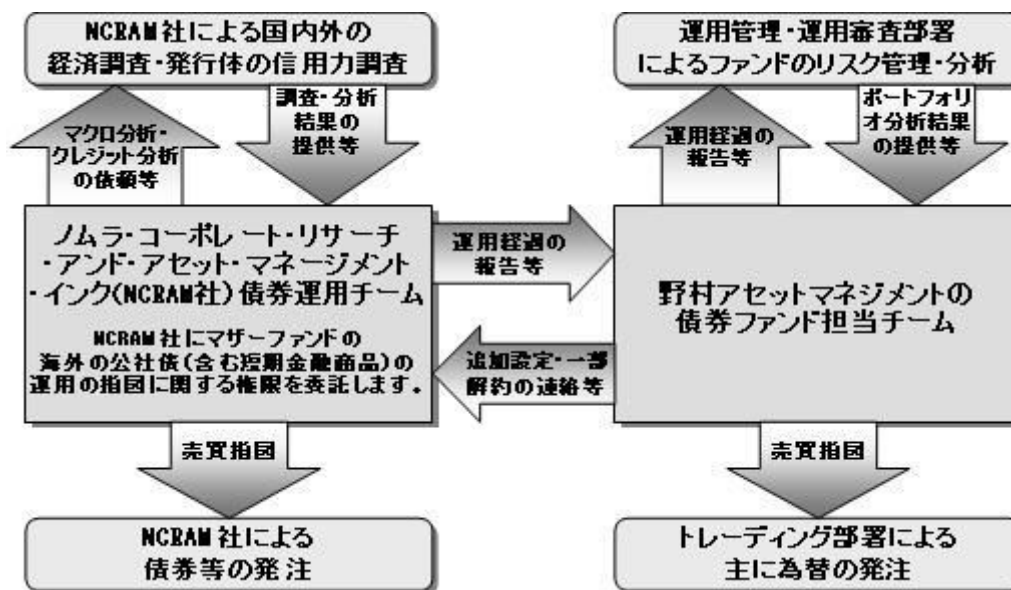 NCRAM社による国内外の
経済調査・発行体の信用力調査
運用管理・運用審査部署
によるファンドのリスク管理・分析
マクロ分析・
クレジット分析
の依頼等
調査・分析
結果の
提供等
運用経過の
報告等
ポートフォリ
オ分析結果
の提供等
ノムラ・コーポレート・リサーチ
・アンド・アセット・マネージメント
・インク(NCRAM社)債券運用チーム
NCRAM社にマザーファンドの
海外の公社債(含む短期金融商品)の
運用の指図に関する権限を委託します。
運用経過の
報告等
追加設定・一部
解約の連絡等
野村アセットマネジメントの
債券ファンド担当チーム
売買指図
売買指図
NCRAM社による
債券等の発注
トレーディング部署による
主に為替の発注